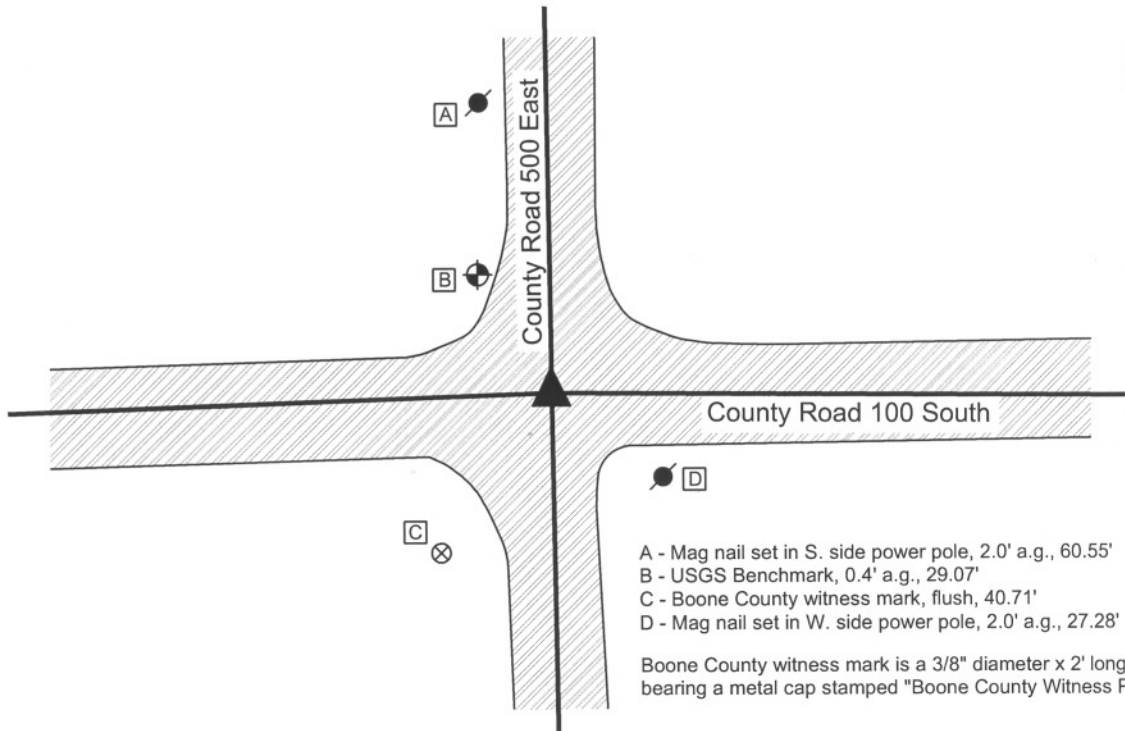 A
County Road 500 East
B
County Road 100 South
D
C
A - Mag nail set in S. side power pole, 2.0' a.g., 60.55'
B - USGS Benchmark, 0.4' a.g., 29.07'
C - Boone County witness mark, flush, 40.71'
D - Mag nail set in W. side power pole, 2.0' a.g., 27.28'
Boone County witness mark is a 3/8" diameter x 2' long
bearing a metal cap stamped "Boone County Witness